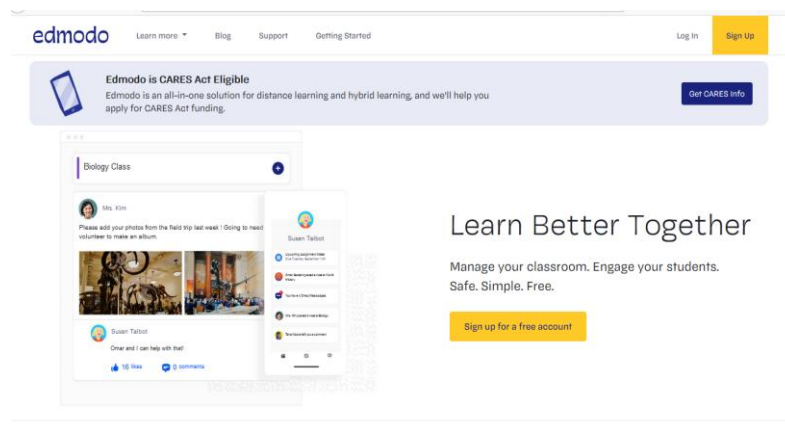 edmodo
Learn more
Blog
Support
Getting Started
Log In
Sign Up
Edmodo is CARES Act Eligible
Edmodo is an all-in-one solution for distance learning and hybrid learning, and we'll help you
apply for CARES Act funding.
Get CARES Info
Biology Class
Mrs. Kim
Please add your photos from the field trip last week ! Going to need
volunteer to make an album.
Susan Talbot
Omar and I can help with that!
16 likes
0 comments
Susan Talbot
Learn Better Together
Manage your classroom. Engage your students.
Safe. Simple. Free.
Sign up for a free account